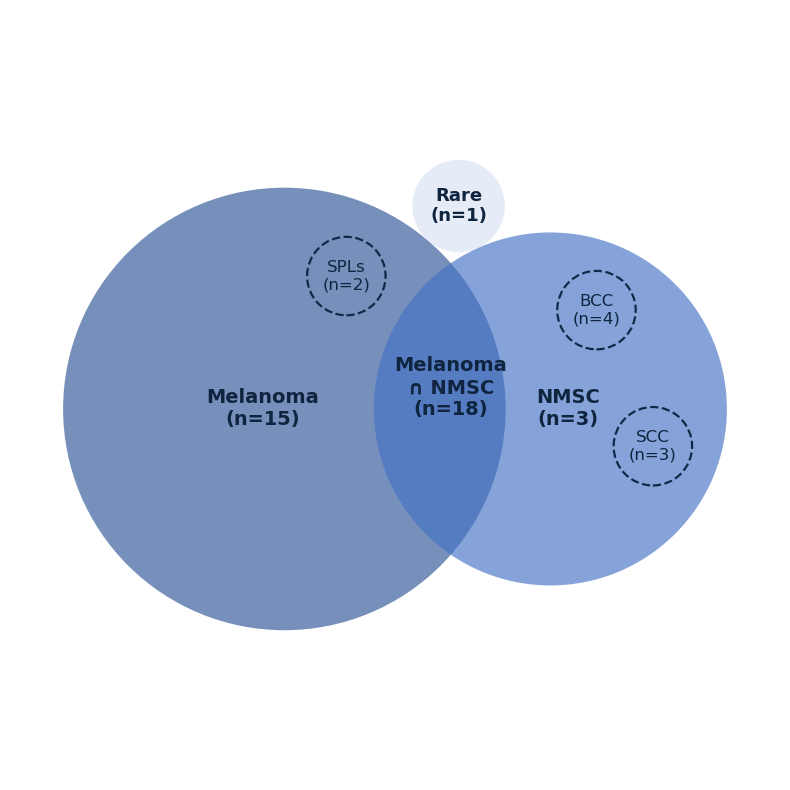 Rare
(n=1)
SPLs
(n=2)
BCC
(n=4)
Melanoma
∩ NMSC
(n=18)
Melanoma
(n=15)
NMSC
(n=3)
SCC
(n=3)